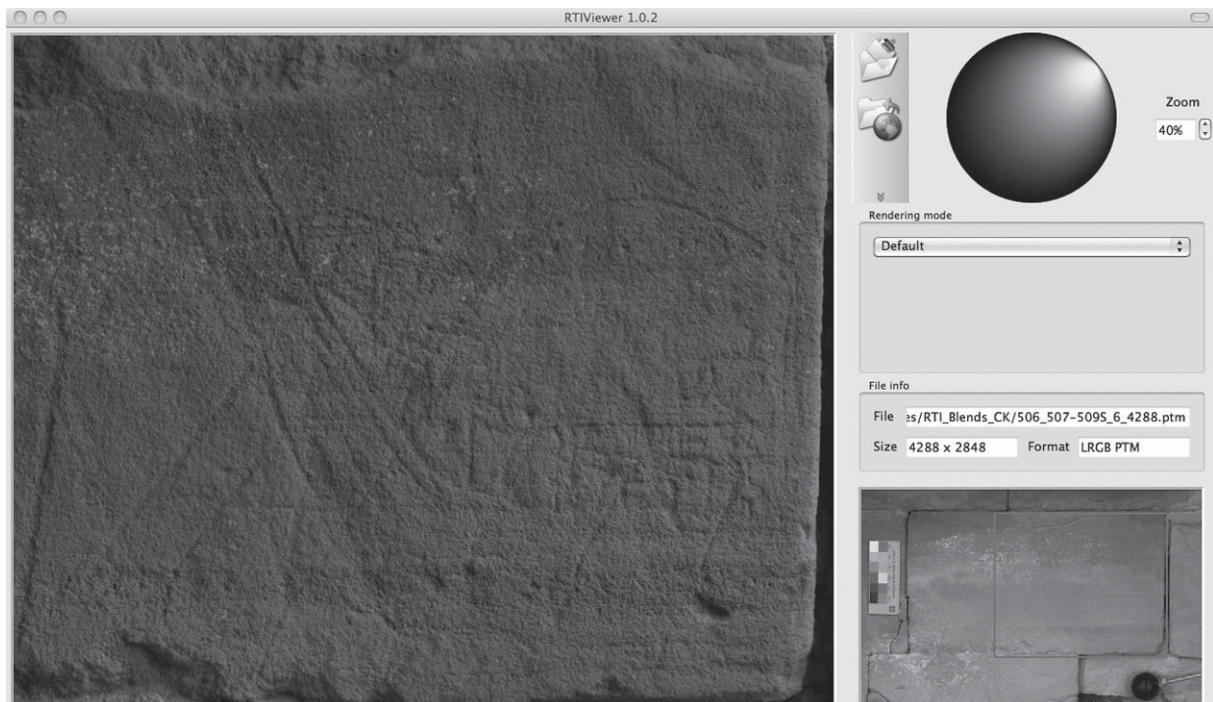 RTIViewer 1.0.2
Zoom
40%
Rendering mode
Default
File info
File es/RTI_Blends_CK/506_507-509S_6_4288.ptm
Size 4288 x 2848 Format LRGB PTM